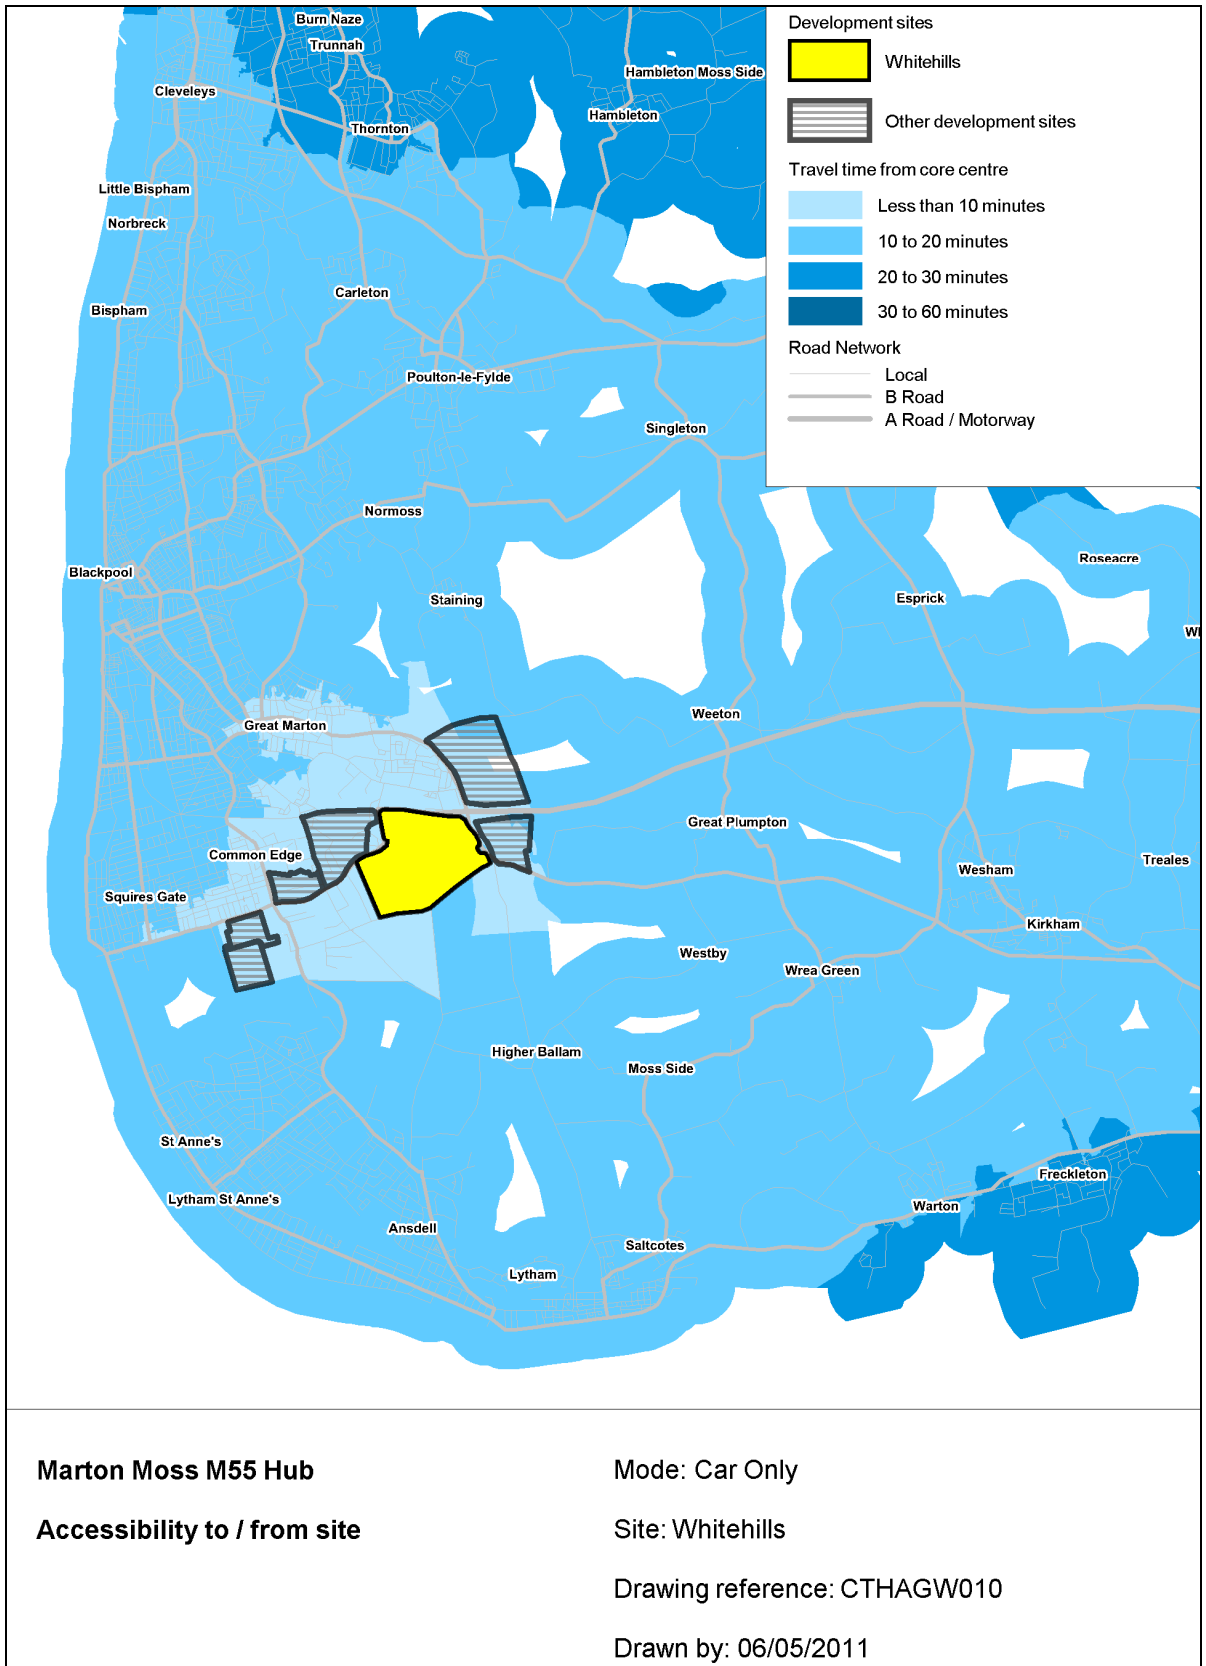 Burn Naze
Trunnah
Cleveleys
Thornton
Hambleton Moss Side
Hambleton
Little Bispham
Norbreck
Carleton
Bispham
Poulton-le-Fylde
Singleton
Normoss
Blackpool
Staining
Roseacre
Esprick
Wl
Weeton
Great Marton
Great Plumpton
Common Edge
Treales
Wesham
Squires Gate
Kirkham
Westby
Wrea Green
Higher Ballam
Moss Side
St Anne's
Freckleton
Lytham St Anne's
Warton
Ansdell
Saltcotes
Lytham
Development sites
Whitehills
Other development sites
Travel time from core centre
Less than 10 minutes
10 to 20 minutes
20 to 30 minutes
30 to 60 minutes
Road Network
Local
B Road
A Road / Motorway
Marton Moss M55 Hub
Accessibility to / from site
Mode: Car Only
Site: Whitehills
Drawing reference: CTHAGW010
Drawn by: 06/05/2011